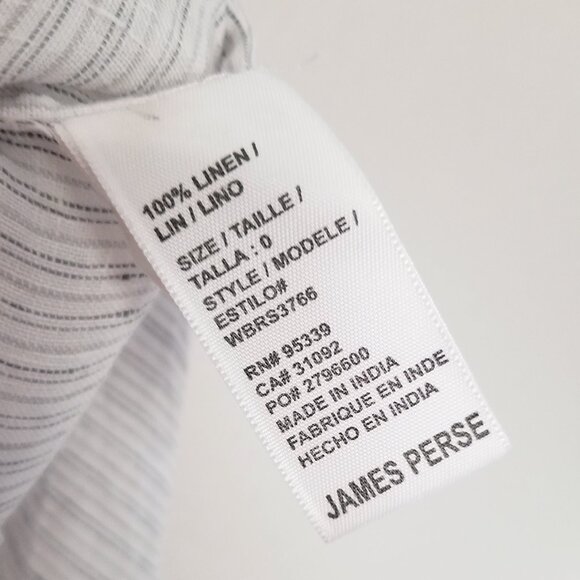 100% LINEN /
LIN / LINO
SIZE / TAILLE /
TALLA : 0
STYLE / MODELE /
ESTILO#
WBRS3766
RN# 95339
CA# 31092
PO# 2796600
MADE IN INDIA
FABRIQUE EN INDE
HECHO EN INDIA
JAMES PERSE